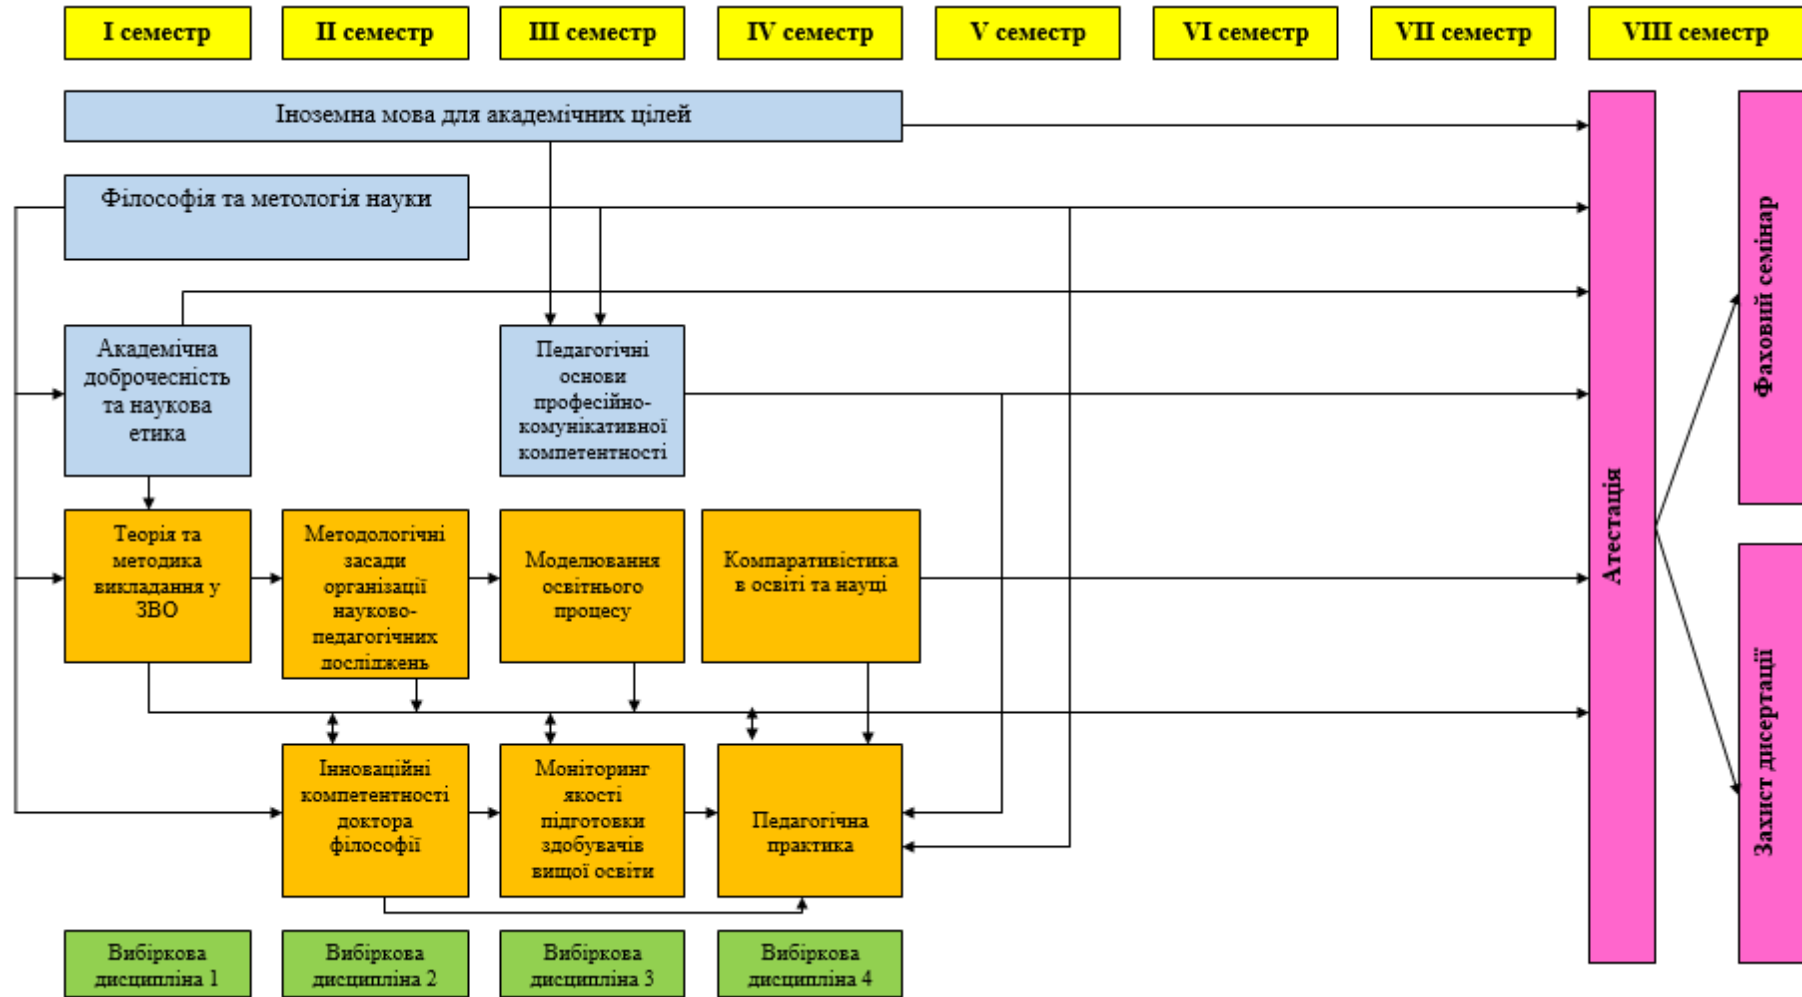 I семестр
II семестр
III семестр
IV семестр
V семестр
VI семестр
VII семестр
VIII семестр
Іноземна мова для академічних цілей
Філософія та метологія науки
Академічна
доброчесність
та наукова
етика
Педагогічні
основи
професійно-
комунікативної
компетентності
Теорія та
методика
викладання у
ЗВО
Методологічні
засади
організації
науково-
педагогічних
досліджень
Моделювання
освітнього
процесу
Компаративістика
в освіті та науці
Інноваційні
компетентності
доктора
філософії
Моніторинг
якості
підготовки
здобувачів
вищої освіти
Педагогічна
практика
Вибіркова
дисципліна 1
Вибіркова
дисципліна 2
Вибіркова
дисципліна 3
Вибіркова
дисципліна 4
Атестація
Фаховий семінар
Захист дисертації